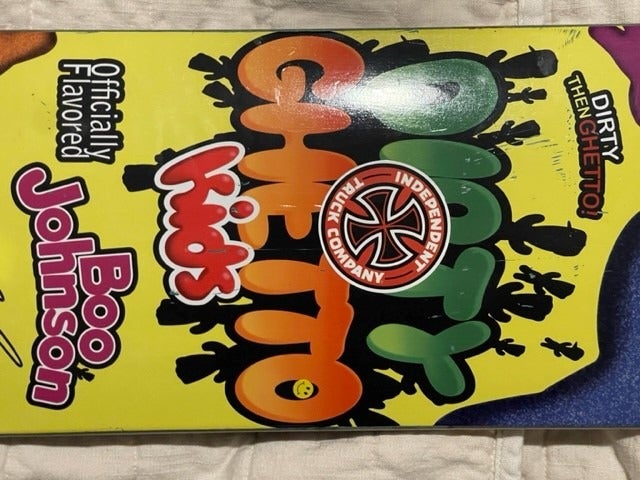 DIRTY
THEN GHETTO!
DIRTY
GHETTO
Kids
INDEPENDENT
TRUCK COMPANY
Officially
Flavored
Boo
Johnson